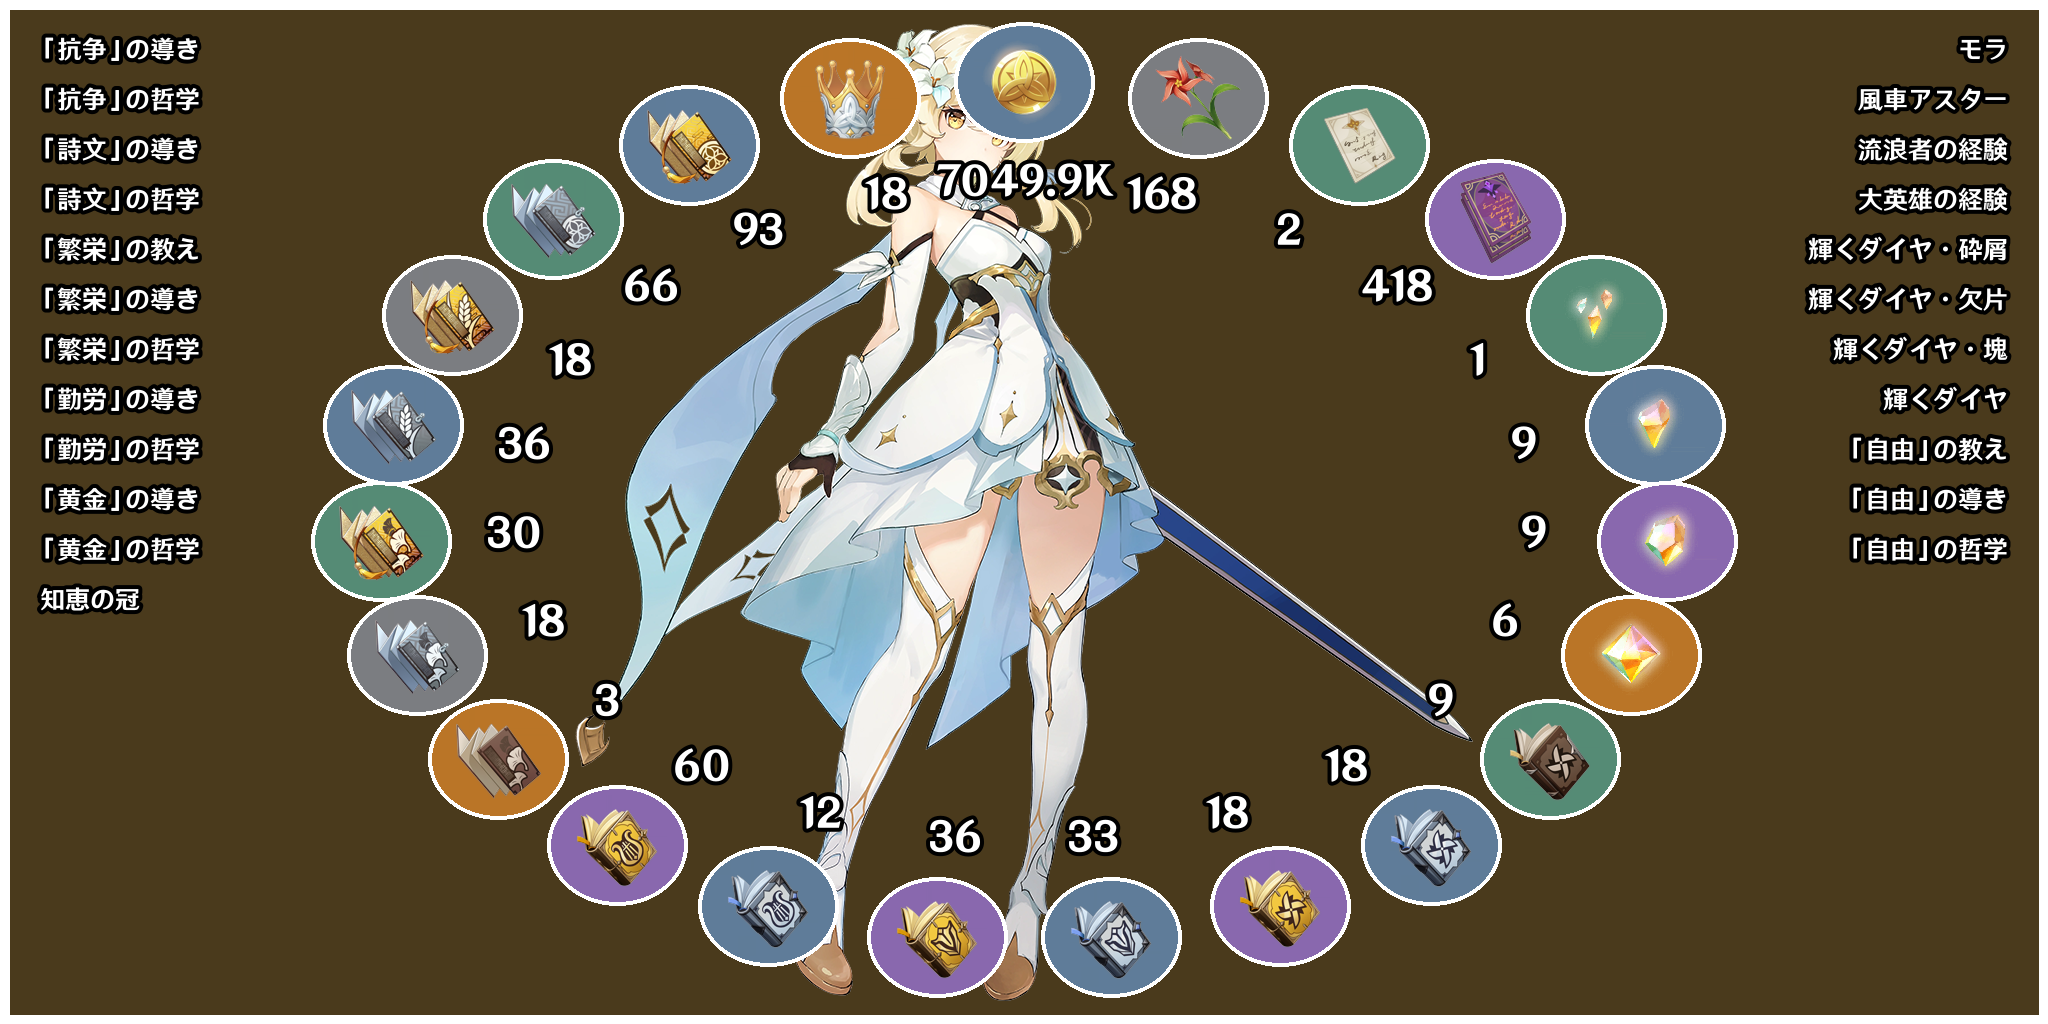 「抗争」の導き
「抗争」の哲学
「詩文」の導き
「詩文」の哲学
「繁栄」の教え
「繁栄」の導き
「繁栄」の哲学
「勤労」の導き
「勤労」の哲学
「黄金」の導き
「黄金」の哲学
知恵の冠
18
7049.9K
168
93
2
66
418
18
1
36
9
30
9
18
6
3
9
60
18
12
18
36
33
モラ
風車アスター
流浪者の経験
大英雄の経験
輝くダイヤ・砕屑
輝くダイヤ・欠片
輝くダイヤ・塊
輝くダイヤ
「自由」の教え
「自由」の導き
「自由」の哲学